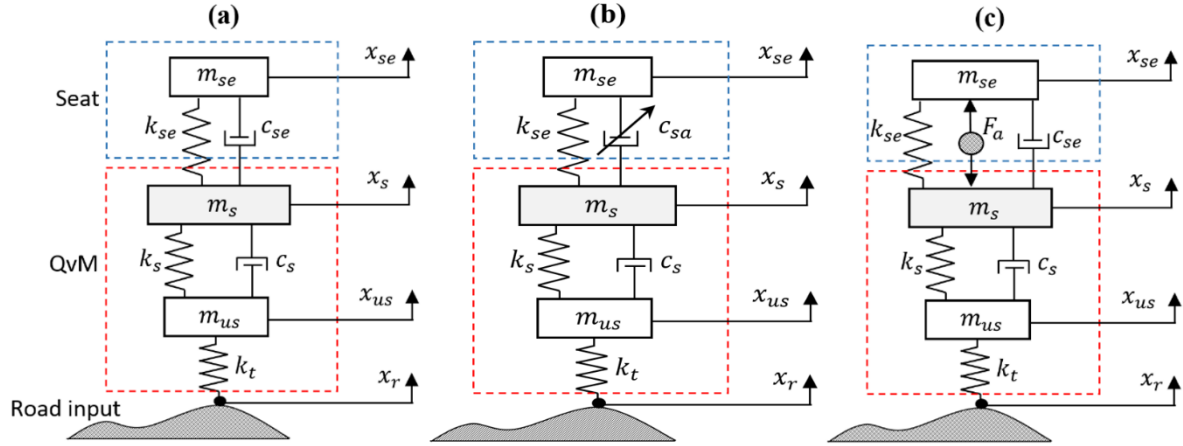 (a) (b) (c)
Seat
QvM
Road input
m_se
k_se
c_se
m_s
k_s
c_s
m_us
k_t
x_se
x_s
x_us
x_r
m_se
k_se
c_sa
m_s
k_s
c_s
m_us
k_t
x_se
x_s
x_us
x_r
m_se
k_se
F_a
c_se
m_s
k_s
c_s
m_us
k_t
x_se
x_s
x_us
x_r